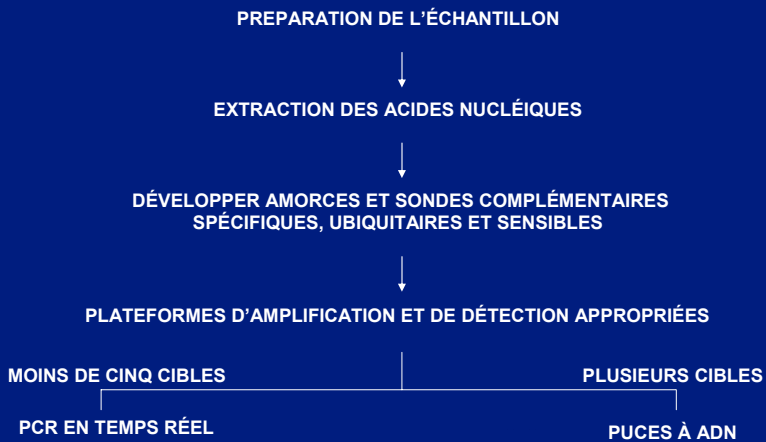 PREPARATION DE L'ÉCHANTILLON
EXTRACTION DES ACIDES NUCLÉIQUES
DÉVELOPPER AMORCES ET SONDES COMPLÉMENTAIRES
SPÉCIFIQUES, UBIQUITAIRES ET SENSIBLES
PLATEFORMES D'AMPLIFICATION ET DE DÉTECTION APPROPRIÉES
MOINS DE CINQ CIBLES
PLUSIEURS CIBLES
PCR EN TEMPS RÉEL
PUCES À ADN